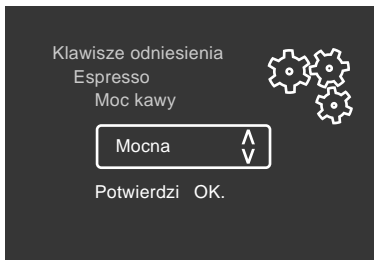 Klawisze odniesienia
Espresso
Moc kawy
Mocna
Potwierdzi OK.